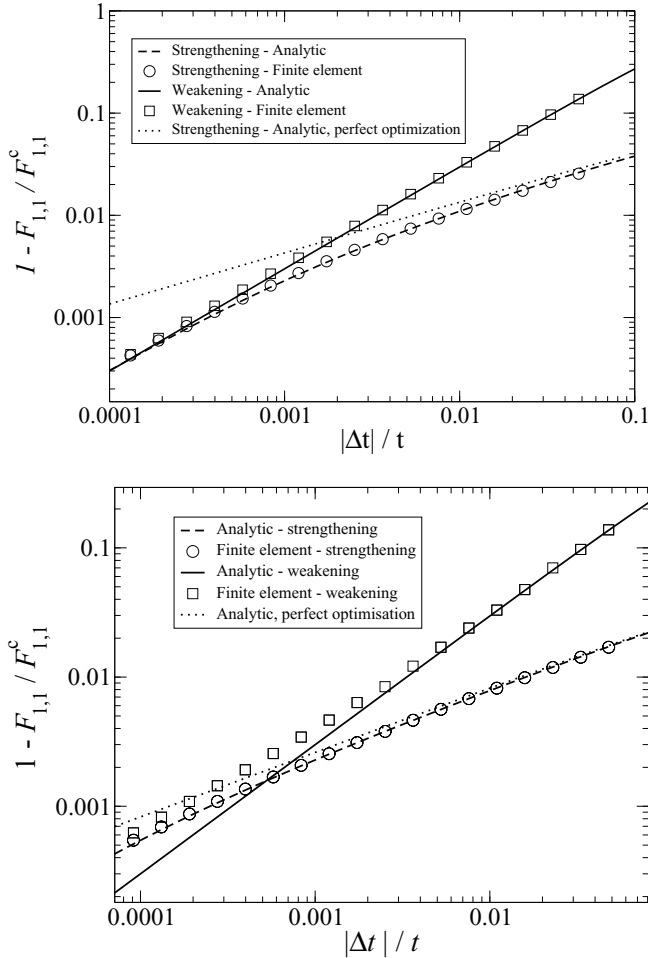 1
0.1
0.01
0.001
1 - F1,1 / F^c1,1
Strengthening - Analytic
Strengthening - Finite element
Weakening - Analytic
Weakening - Finite element
Strengthening - Analytic, perfect optimization
0.0001 0.001 0.01 0.1
|Δt| / t
0.1
0.01
0.001
1 - F1,1 / F^c1,1
Analytic - strengthening
Finite element - strengthening
Analytic - weakening
Finite element - weakening
Analytic, perfect optimisation
0.0001 0.001 0.01
|Δt| / t